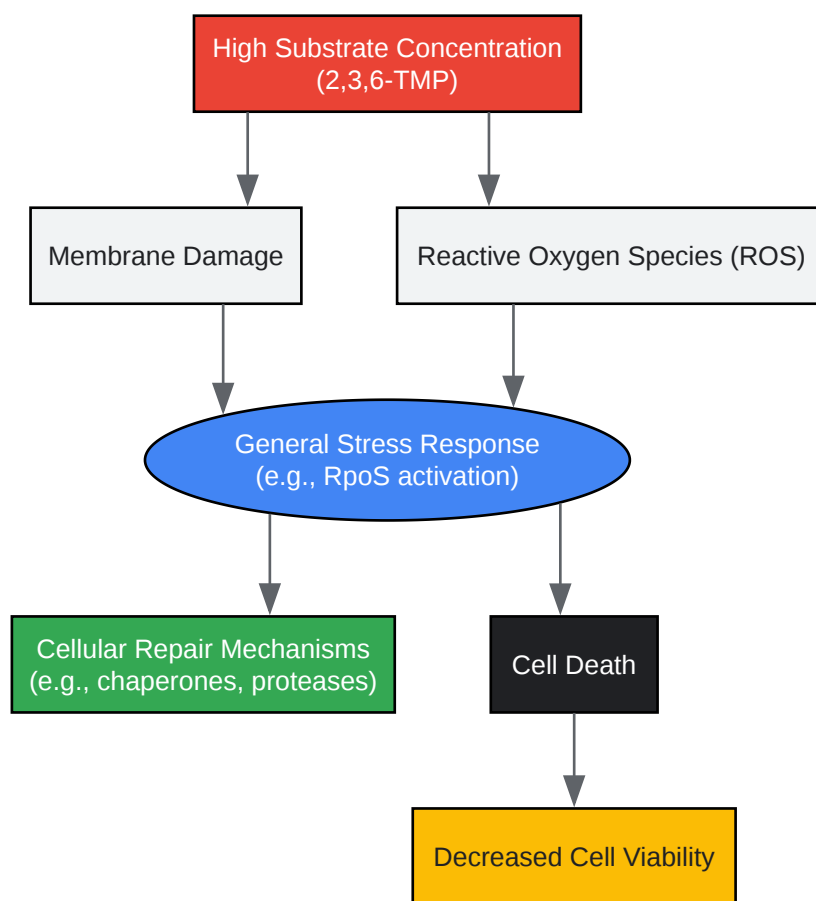 High Substrate Concentration
(2,3,6-TMP)
Membrane Damage
Reactive Oxygen Species (ROS)
General Stress Response
(e.g., RpoS activation)
Cellular Repair Mechanisms
(e.g., chaperones, proteases)
Cell Death
Decreased Cell Viability